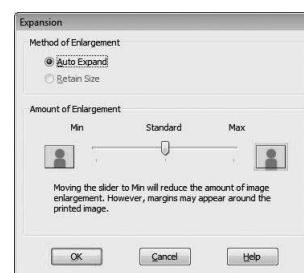 Expansion
Method of Enlargement
Auto Expand
Retain Size
Amount of Enlargement
Min Standard Max
Moving the slider to Min will reduce the amount of image
enlargement. However, margins may appear around the
printed image.
OK Cancel Help